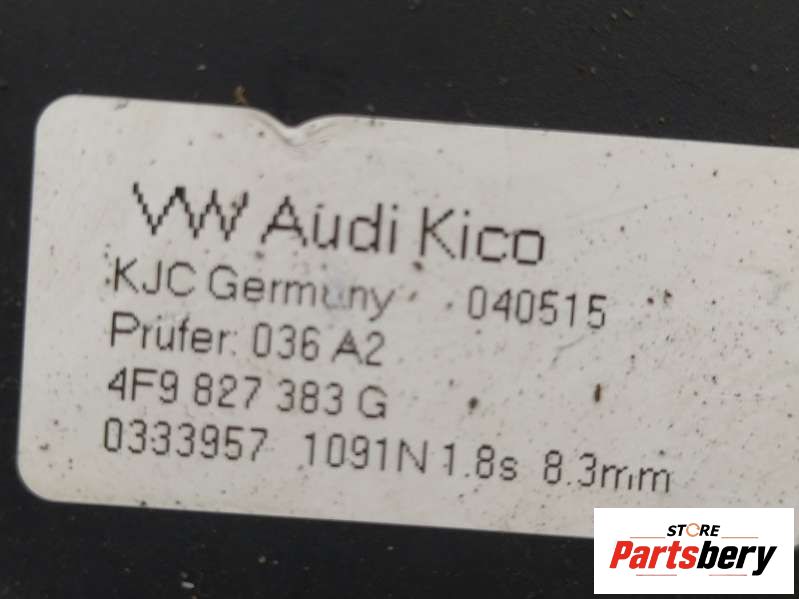 VW Audi Kico
KJC Germany 040515
Prüfer: 036 A2
4F9 827 383 G
0333957 1091N 1.8s 8.3mm
STORE
Partsbery